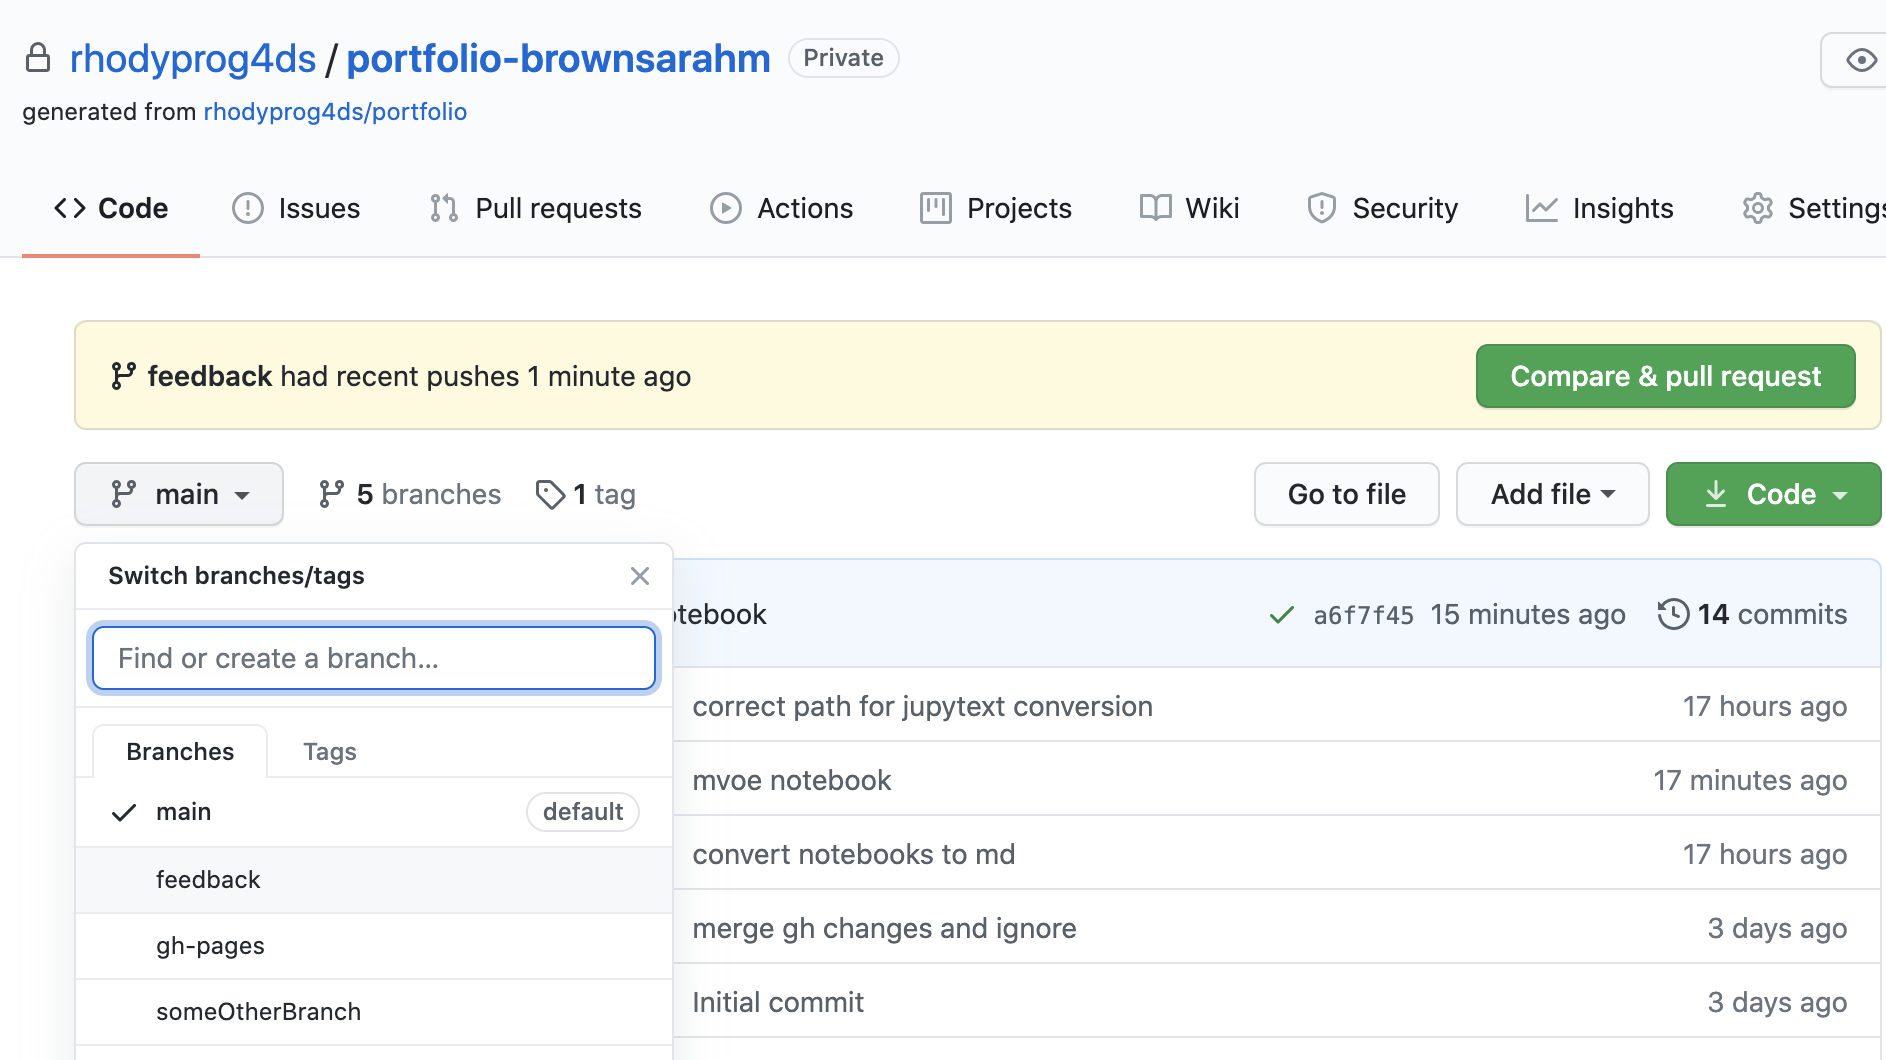 rhodyprog4ds / portfolio-brownsarahm Private
generated from rhodyprog4ds/portfolio
Code Issues Pull requests Actions Projects Wiki Security Insights Settings
feedback had recent pushes 1 minute ago Compare & pull request
main 5 branches 1 tag Go to file Add file Code
Switch branches/tags
otebook a6f7f45 15 minutes ago 14 commits
Find or create a branch...
correct path for jupytext conversion 17 hours ago
Branches Tags
mvoe notebook 17 minutes ago
main default
convert notebooks to md 17 hours ago
feedback
merge gh changes and ignore 3 days ago
gh-pages
Initial commit 3 days ago
someOtherBranch